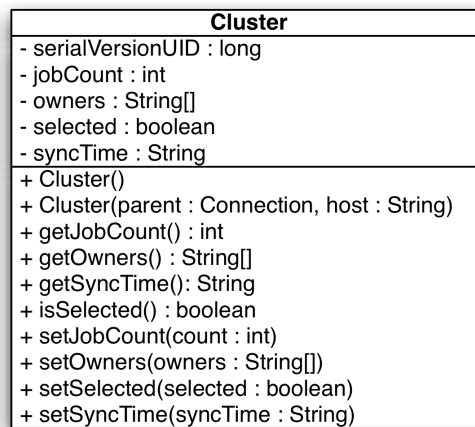 Cluster
- serialVersionUID : long
- jobCount : int
- owners : String[]
- selected : boolean
- syncTime : String
+ Cluster()
+ Cluster(parent : Connection, host : String)
+ getJobCount() : int
+ getOwners() : String[]
+ getSyncTime(): String
+ isSelected() : boolean
+ setJobCount(count : int)
+ setOwners(owners : String[])
+ setSelected(selected : boolean)
+ setSyncTime(syncTime : String)